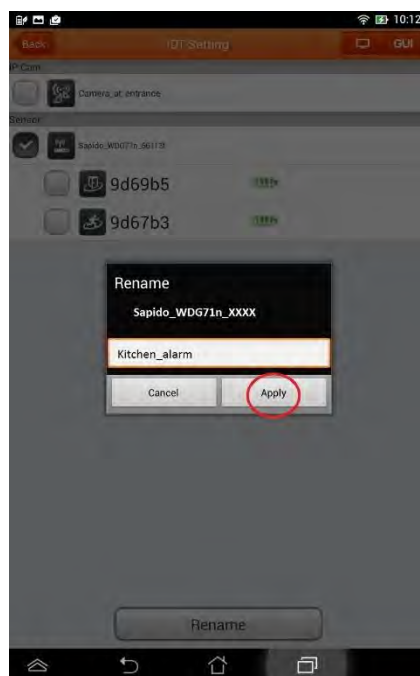 10:12
Back IOT Setting GUI
IP Cam
Camera_at_entrance
Sensor
9d69b5
9d67b3
Rename
Sapido_WDG71n_XXXX
Kitchen_alarm
Cancel Apply
Rename